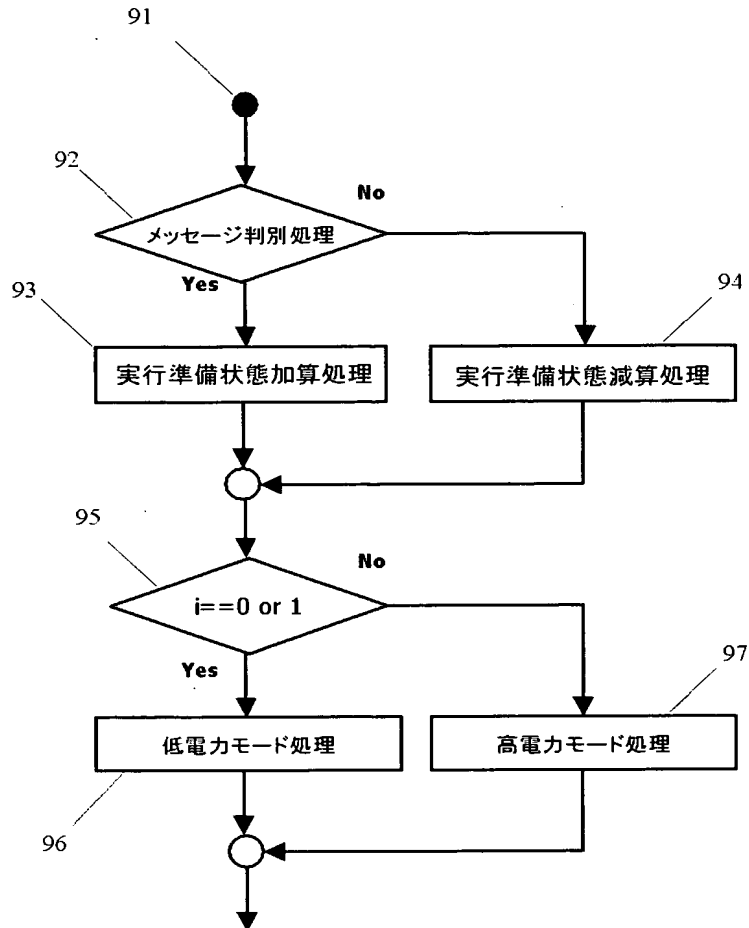 91
92
No
メッセージ判別処理
Yes
93
94
実行準備状態加算処理
実行準備状態減算処理
95
No
i==0 or 1
Yes
97
低電力モード処理
高電力モード処理
96